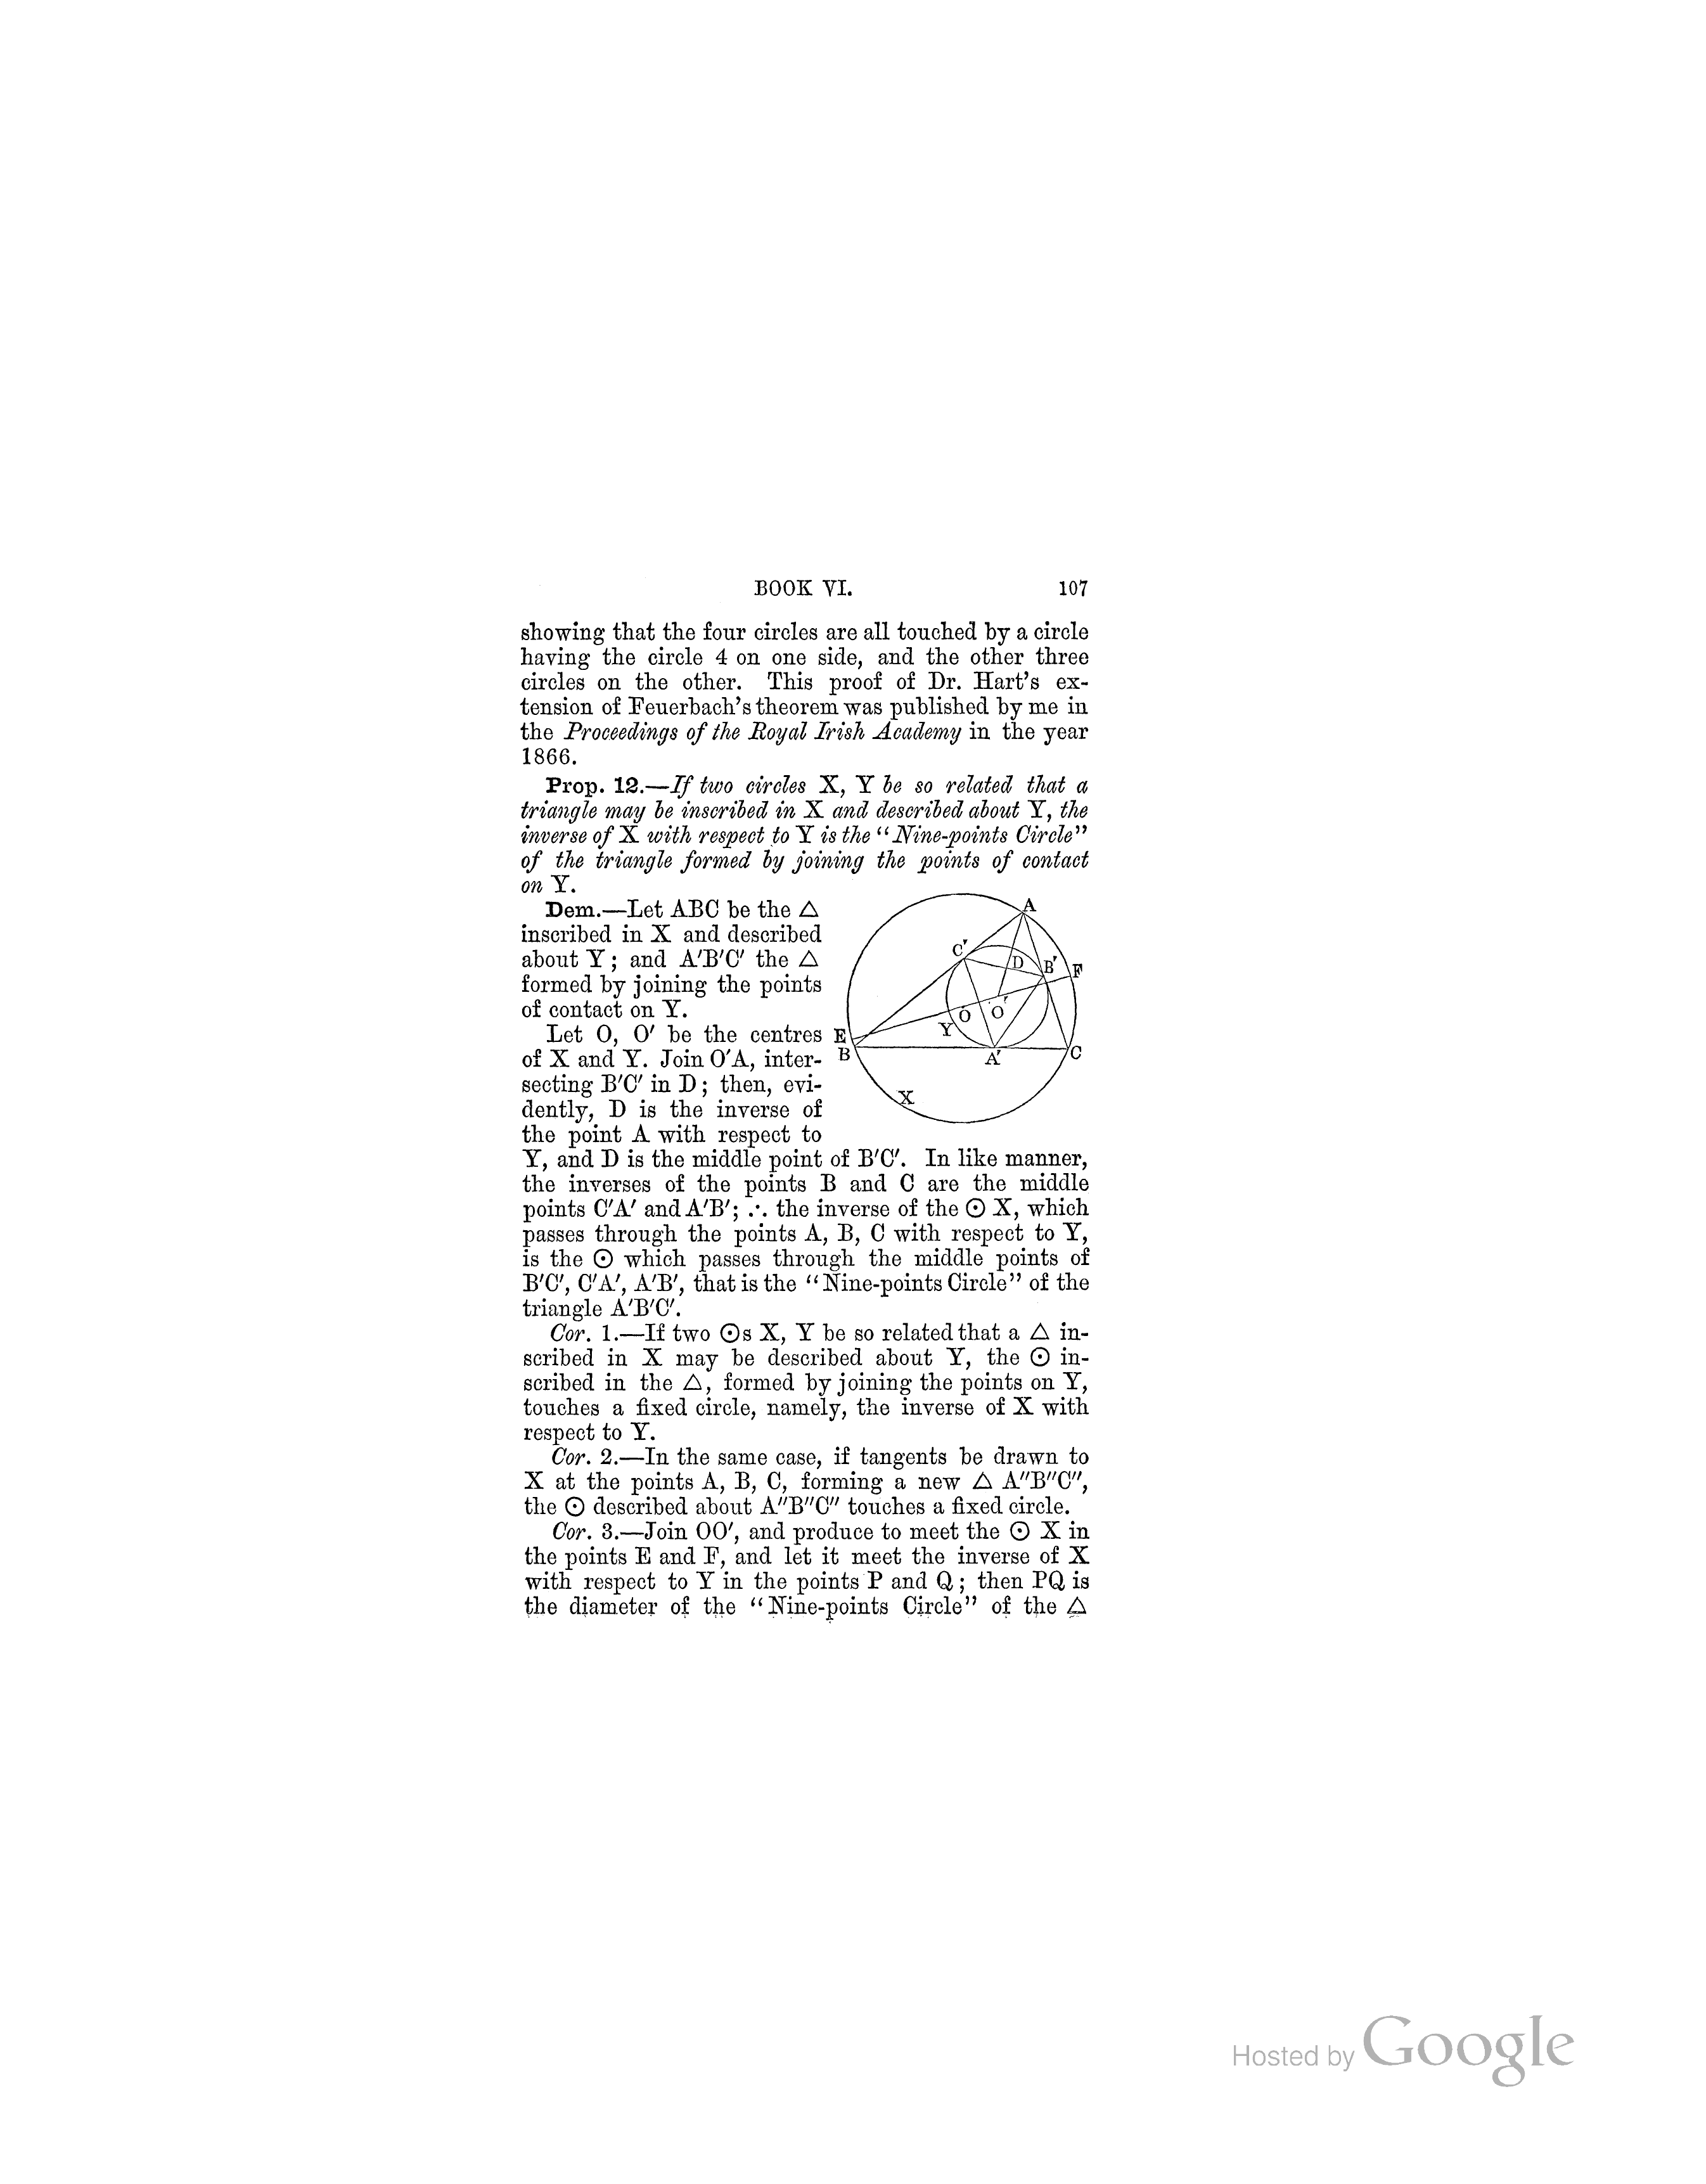 BOOK VI. 107
showing that the four circles are all touched by a circle
having the circle 4 on one side, and the other three
circles on the other. This proof of Dr. Hart's ex-
tension of Feuerbach's theorem was published by me in
the Proceedings of the Royal Irish Academy in the year
1866.
Prop. 12.—If two circles X, Y be so related that a
triangle may be inscribed in X and described about Y, the
inverse of X with respect to Y is the “Nine-points Circle”
of the triangle formed by joining the points of contact
on Y.
Dem.—Let ABC be the △
inscribed in X and described
about Y; and A′B′C′ the △
formed by joining the points
of contact on Y.
Let O, O′ be the centres
of X and Y. Join O′A, inter-
secting B′C′ in D; then, evi-
dently, D is the inverse of
the point A with respect to
A
C′
D
B′
F
O
O′
Y
E
B
A′
C
X
Y, and D is the middle point of B′C′. In like manner,
the inverses of the points B and C are the middle
points C′A′ and A′B′; ∴ the inverse of the ⊙ X, which
passes through the points A, B, C with respect to Y,
is the ⊙ which passes through the middle points of
B′C′, C′A′, A′B′, that is the “Nine-points Circle” of the
triangle A′B′C′.
Cor. 1.—If two ⊙s X, Y be so related that a △ in-
scribed in X may be described about Y, the ⊙ in-
scribed in the △, formed by joining the points on Y,
touches a fixed circle, namely, the inverse of X with
respect to Y.
Cor. 2.—In the same case, if tangents be drawn to
X at the points A, B, C, forming a new △ A″B″C″,
the ⊙ described about A″B″C″ touches a fixed circle.
Cor. 3.—Join OO′, and produce to meet the ⊙ X in
the points E and F, and let it meet the inverse of X
with respect to Y in the points P and Q; then PQ is
the diameter of the “Nine-points Circle” of the △
Hosted by Google